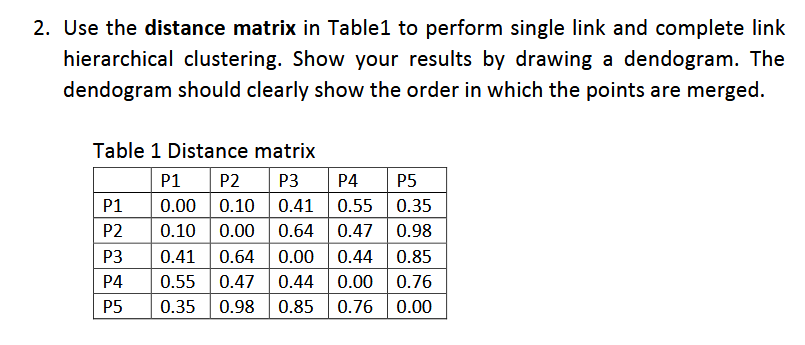 2. Use the distance matrix in Table1 to perform single link and complete link
hierarchical clustering. Show your results by drawing a dendogram. The
dendogram should clearly show the order in which the points are merged.
Table 1 Distance matrix
P1 P2 P3 P4 P5
P1 0.00 0.10 0.41 0.55 0.35
P2 0.10 0.00 0.64 0.47 0.98
P3 0.41 0.64 0.00 0.44 0.85
P4 0.55 0.47 0.44 0.00 0.76
P5 0.35 0.98 0.85 0.76 0.00